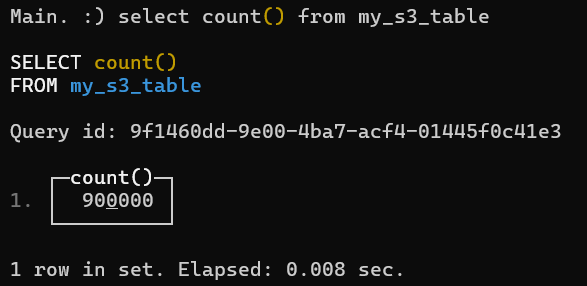 Main. :) select count() from my_s3_table
SELECT count()
FROM my_s3_table
Query id: 9f1460dd-9e00-4ba7-acf4-01445f0c41e3
count()
1. 900000
1 row in set. Elapsed: 0.008 sec.